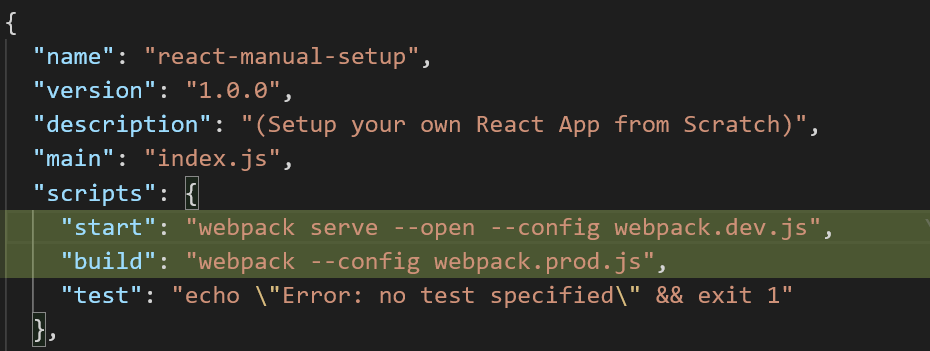 {
"name": "react-manual-setup",
"version": "1.0.0",
"description": "(Setup your own React App from Scratch)",
"main": "index.js",
"scripts": {
"start": "webpack serve --open --config webpack.dev.js",
"build": "webpack --config webpack.prod.js",
"test": "echo \"Error: no test specified\" && exit 1"
},